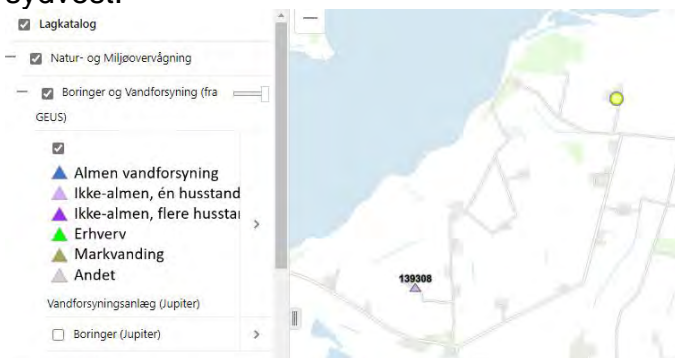 sydvest.
Lagkatalog
Natur- og Miljøovervågning
Boringer og Vandforsyning (fra
GEUS)
Almen vandforsyning
Ikke-almen, én husstand
Ikke-almen, flere husstar
Erhverv
Markvanding
Andet
Vandforsyningsanlæg (Jupiter)
Boringer (Jupiter)
139308